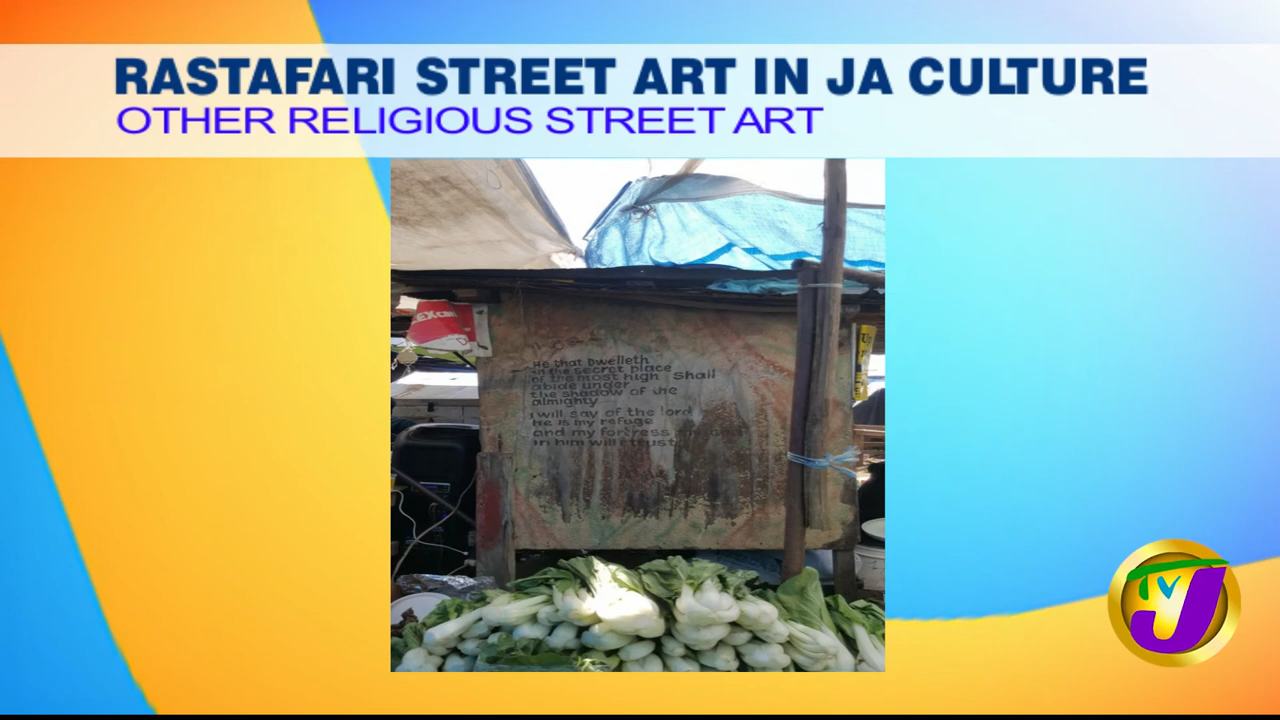 RASTAFARI STREET ART IN JA CULTURE
OTHER RELIGIOUS STREET ART
He that Dwelleth
in the secret place
of the most high Shall
abide under
the shadow of the
almighty
I will say of the lord
He is my refuge
and my fortress
in him will I trust
TVJ